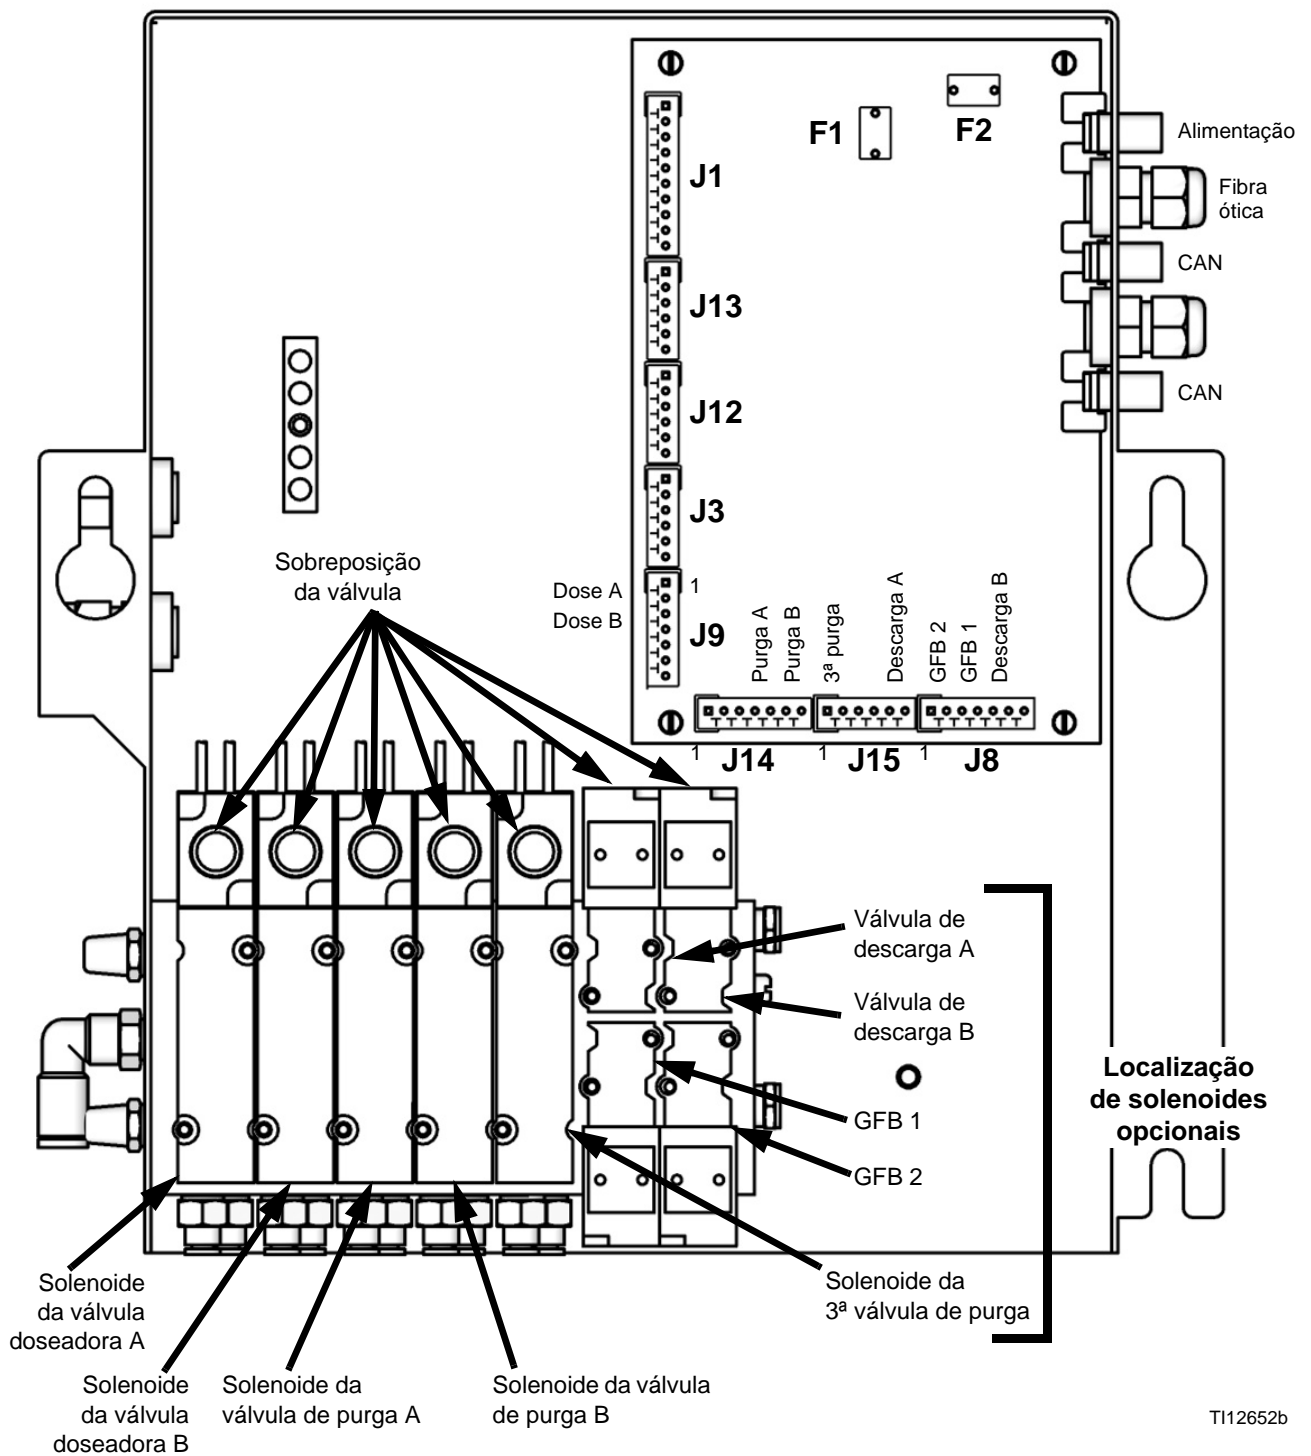 F1
F2
Alimentação
J1
Fibra
ótica
CAN
J13
CAN
J12
J3
Sobreposição
da válvula
Dose A
Dose B
1
J9
Purga A
Purga B
3ª purga
Descarga A
GFB 2
GFB 1
Descarga B
1
J14
1
J15
1
J8
Válvula de
descarga A
Válvula de
descarga B
Localização
de solenoides
opcionais
GFB 1
GFB 2
Solenoide
da válvula
doseadora A
Solenoide da
3ª válvula de purga
Solenoide
da válvula
doseadora B
Solenoide da
válvula de purga A
Solenoide da válvula
de purga B
TI12652b